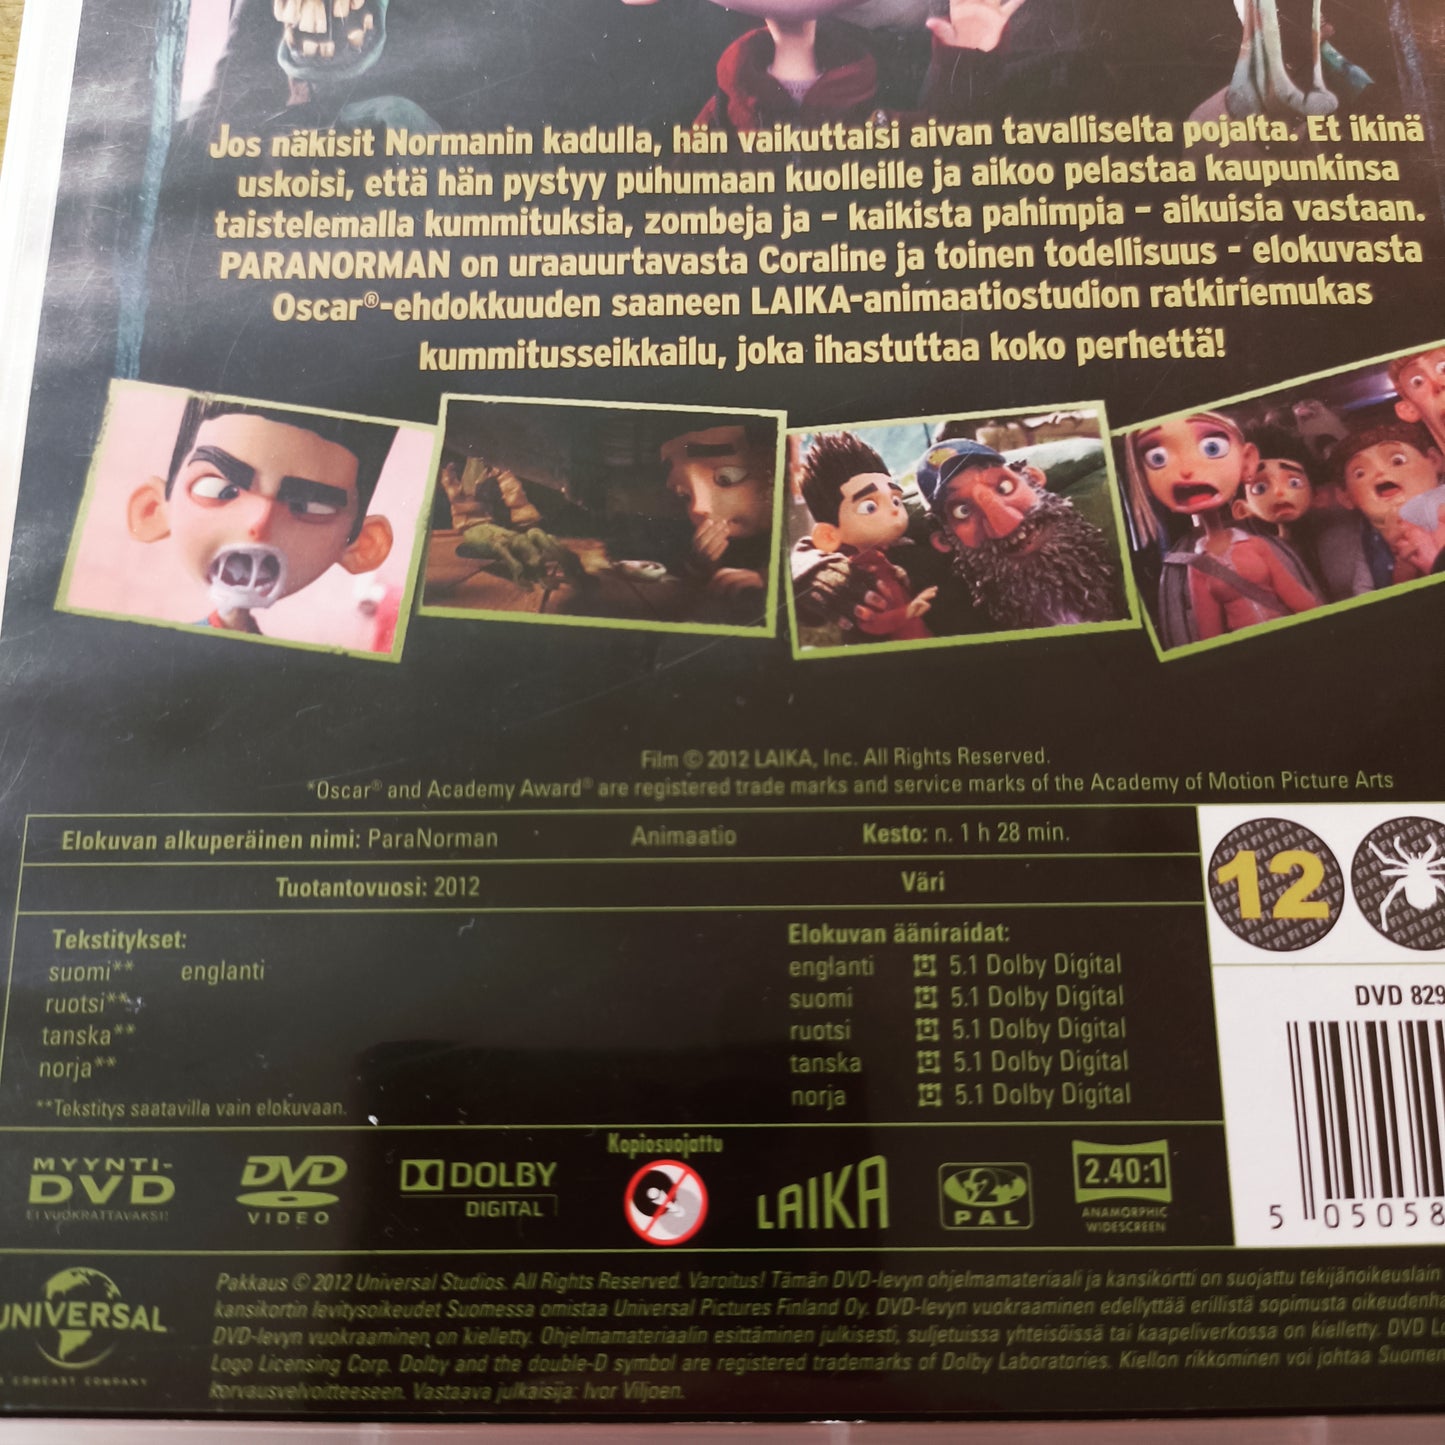 Jos näkisit Normanin kadulla, hän vaikuttaisi aivan tavalliselta pojalta. Et ikinä
uskoisi, että hän pystyy puhumaan kuolleille ja aikoo pelastaa kaupunkinsa
taistelemalla kummituksia, zombeja ja – kaikista pahimpia – aikuisia vastaan.
PARANORMAN on uraauurtavasta Coraline ja toinen todellisuus - elokuvasta
Oscar®-ehdokkuuden saaneen LAIKA-animaatiostudion ratkiriemukas
kummitusseikkailu, joka ihastuttaa koko perhettä!
Film © 2012 LAIKA, Inc. All Rights Reserved.
*Oscar® and Academy Award® are registered trade marks and service marks of the Academy of Motion Picture Arts
Elokuvan alkuperäinen nimi: ParaNorman Animaatio Kesto: n. 1 h 28 min.
Tuotantovuosi: 2012 Väri
12
Tekstitykset:
suomi** englanti
ruotsi**
tanska**
norja**
**Tekstitys saatavilla vain elokuvaan.
Elokuvan ääniraidat:
englanti 5.1 Dolby Digital
suomi 5.1 Dolby Digital
ruotsi 5.1 Dolby Digital
tanska 5.1 Dolby Digital
norja 5.1 Dolby Digital
DVD 829
5 05058
MYYNTI-
DVD
EI VUOKRATTAVAKSI!
DVD
VIDEO
DOLBY
DIGITAL
Kopiosuojattu
LAIKA
2
PAL
2.40:1
ANAMORPHIC
WIDESCREEN
UNIVERSAL
A COMCAST COMPANY
Pakkaus © 2012 Universal Studios. All Rights Reserved. Varoitus! Tämän DVD-levyn ohjelmamateriaali ja kansikortti on suojattu tekijänoikeuslain
kansikortin levitysoikeudet Suomessa omistaa Universal Pictures Finland Oy. DVD-levyn vuokraaminen edellyttää erillistä sopimusta oikeudenha
DVD-levyn vuokraaminen on kielletty. Ohjelmamateriaalin esittäminen julkisesti, suljetuissa yhteisöissä tai kaapeliverkossa on kielletty. DVD Lo
Logo Licensing Corp. Dolby and the double-D symbol are registered trademarks of Dolby Laboratories. Kiellon rikkominen voi johtaa Suomen
korvausvelvoitteeseen. Vastaava julkaisija: Ivor Viljoen.